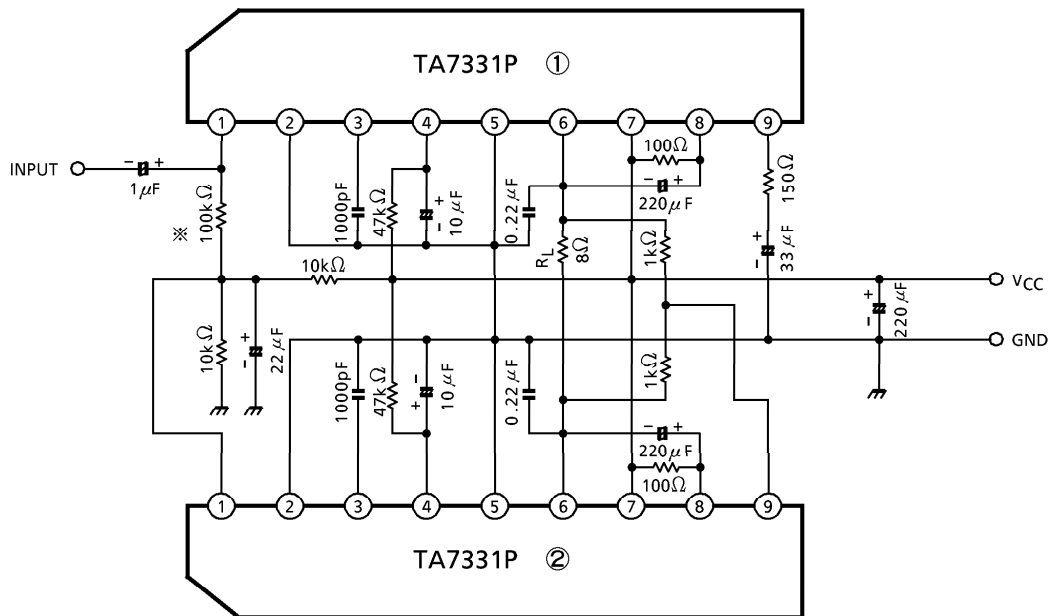 TA7331P ①
1 2 3 4 5 6 7 8 9
INPUT
− +
1μF
※ 100kΩ
1000pF
47kΩ
+
−
10μF
0.22μF
100Ω
− +
220μF
150Ω
+
−
33μF
RL
8Ω
1kΩ
10kΩ
VCC
10kΩ
+
−
22μF
+
−
220μF
GND
1000pF
47kΩ
−
+
10μF
0.22μF
1kΩ
− +
220μF
100Ω
1 2 3 4 5 6 7 8 9
TA7331P ②